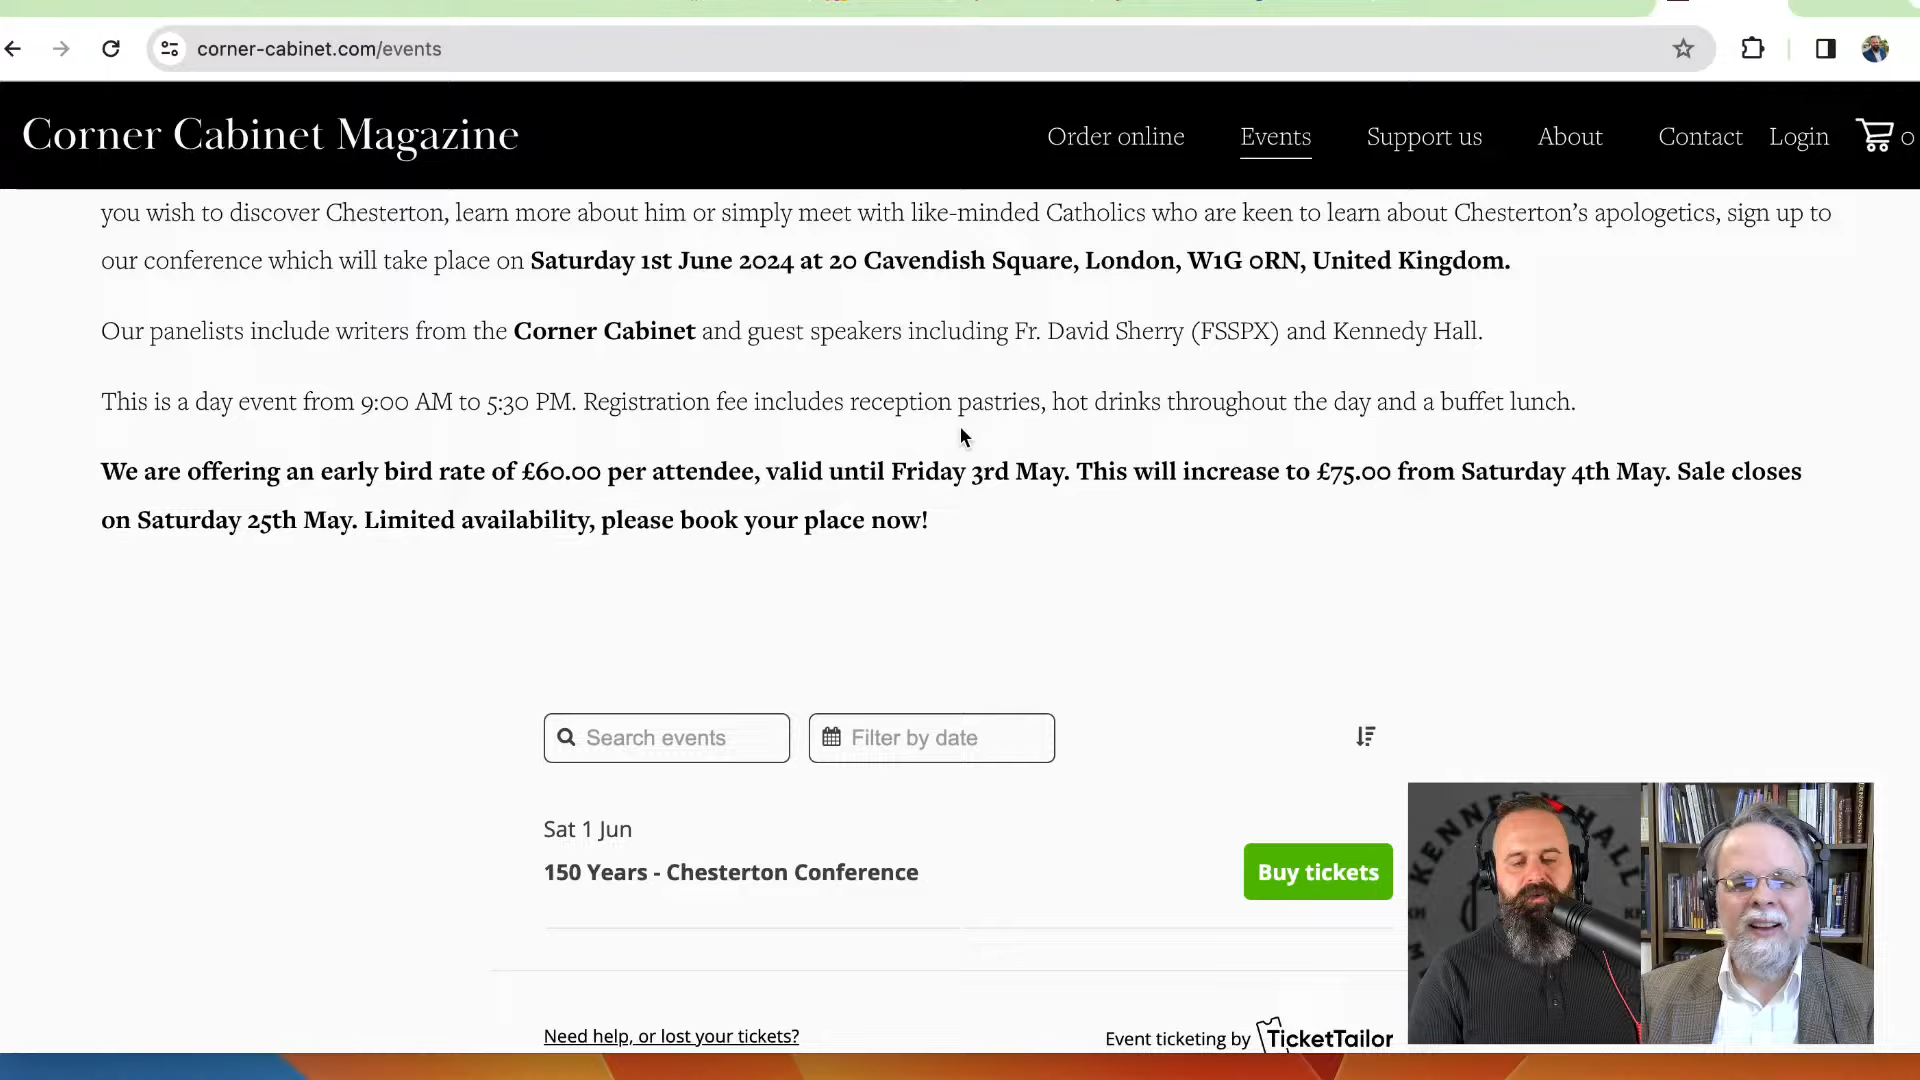 corner-cabinet.com/events
Corner Cabinet Magazine
Order online
Events
Support us
About
Contact
Login
0
you wish to discover Chesterton, learn more about him or simply meet with like-minded Catholics who are keen to learn about Chesterton's apologetics, sign up to
our conference which will take place on Saturday 1st June 2024 at 20 Cavendish Square, London, W1G 0RN, United Kingdom.
Our panelists include writers from the Corner Cabinet and guest speakers including Fr. David Sherry (FSSPX) and Kennedy Hall.
This is a day event from 9:00 AM to 5:30 PM. Registration fee includes reception pastries, hot drinks throughout the day and a buffet lunch.
We are offering an early bird rate of £60.00 per attendee, valid until Friday 3rd May. This will increase to £75.00 from Saturday 4th May. Sale closes
on Saturday 25th May. Limited availability, please book your place now!
Search events
Filter by date
Sat 1 Jun
150 Years - Chesterton Conference
Buy tickets
KENNEDY HALL
KH
Need help, or lost your tickets?
Event ticketing by TicketTailor